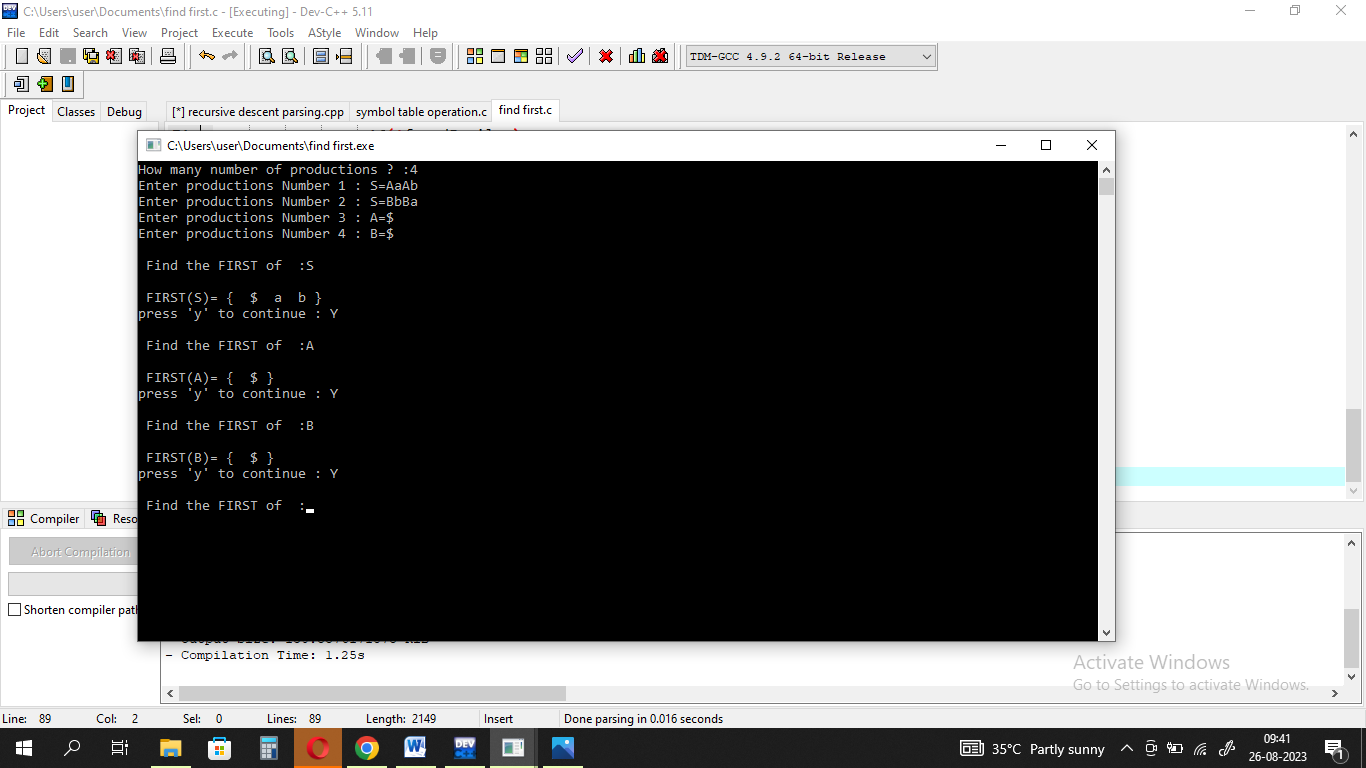 C:\Users\user\Documents\find first.c - [Executing] - Dev-C++ 5.11
File Edit Search View Project Execute Tools AStyle Window Help
TDM-GCC 4.9.2 64-bit Release
Project Classes Debug
[*] recursive descent parsing.cpp symbol table operation.c find first.c
C:\Users\user\Documents\find first.exe
How many number of productions ? :4
Enter productions Number 1 : S=AaAb
Enter productions Number 2 : S=BbBa
Enter productions Number 3 : A=$
Enter productions Number 4 : B=$
Find the FIRST of :S
FIRST(S)= { $ a b }
press 'y' to continue : Y
Find the FIRST of :A
FIRST(A)= { $ }
press 'y' to continue : Y
Find the FIRST of :B
FIRST(B)= { $ }
press 'y' to continue : Y
Find the FIRST of :
Compiler Reso
Abort Compilation
Shorten compiler path
- Compilation Time: 1.25s
Activate Windows
Go to Settings to activate Windows.
Line: 89 Col: 2 Sel: 0 Lines: 89 Length: 2149 Insert Done parsing in 0.016 seconds
35°C Partly sunny
09:41
26-08-2023
1